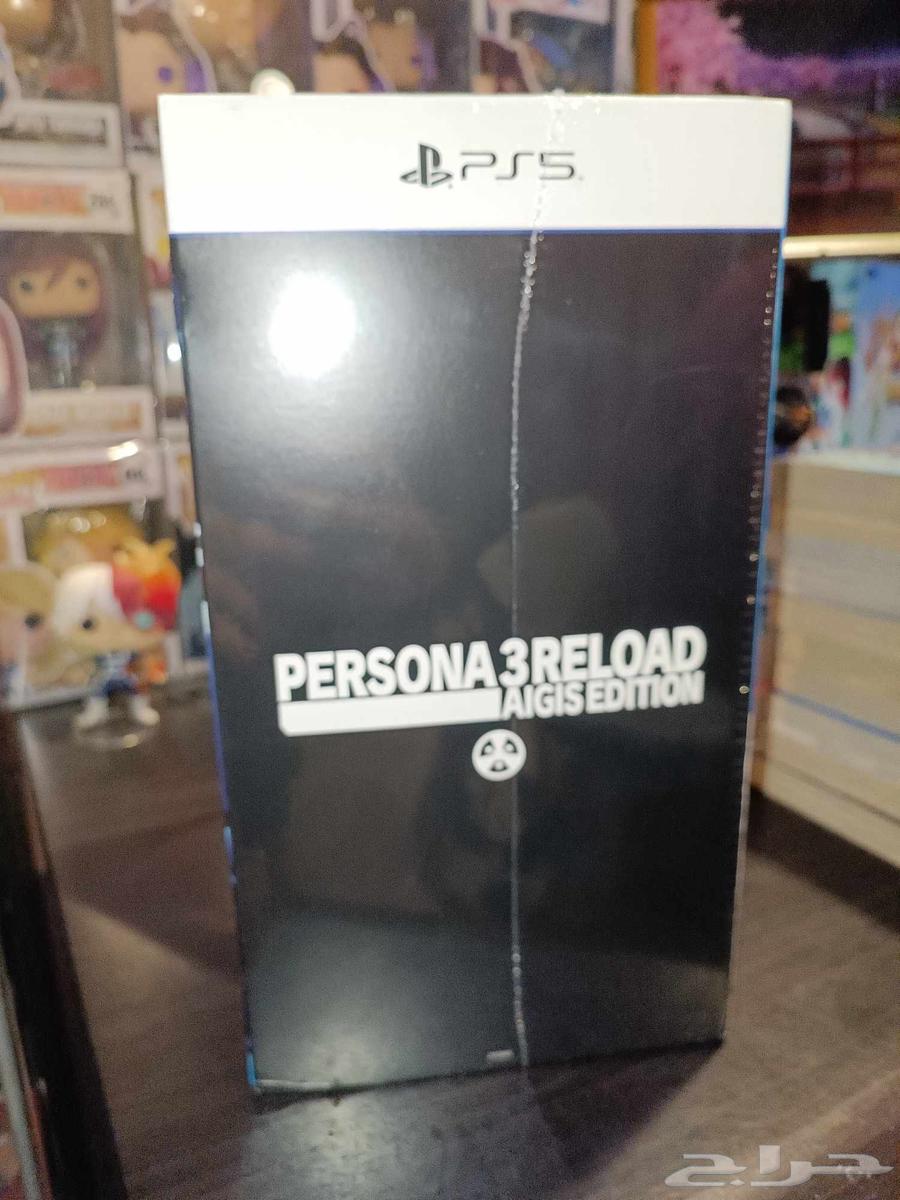 PS5
PERSONA 3 RELOAD
AIGIS EDITION
حراج